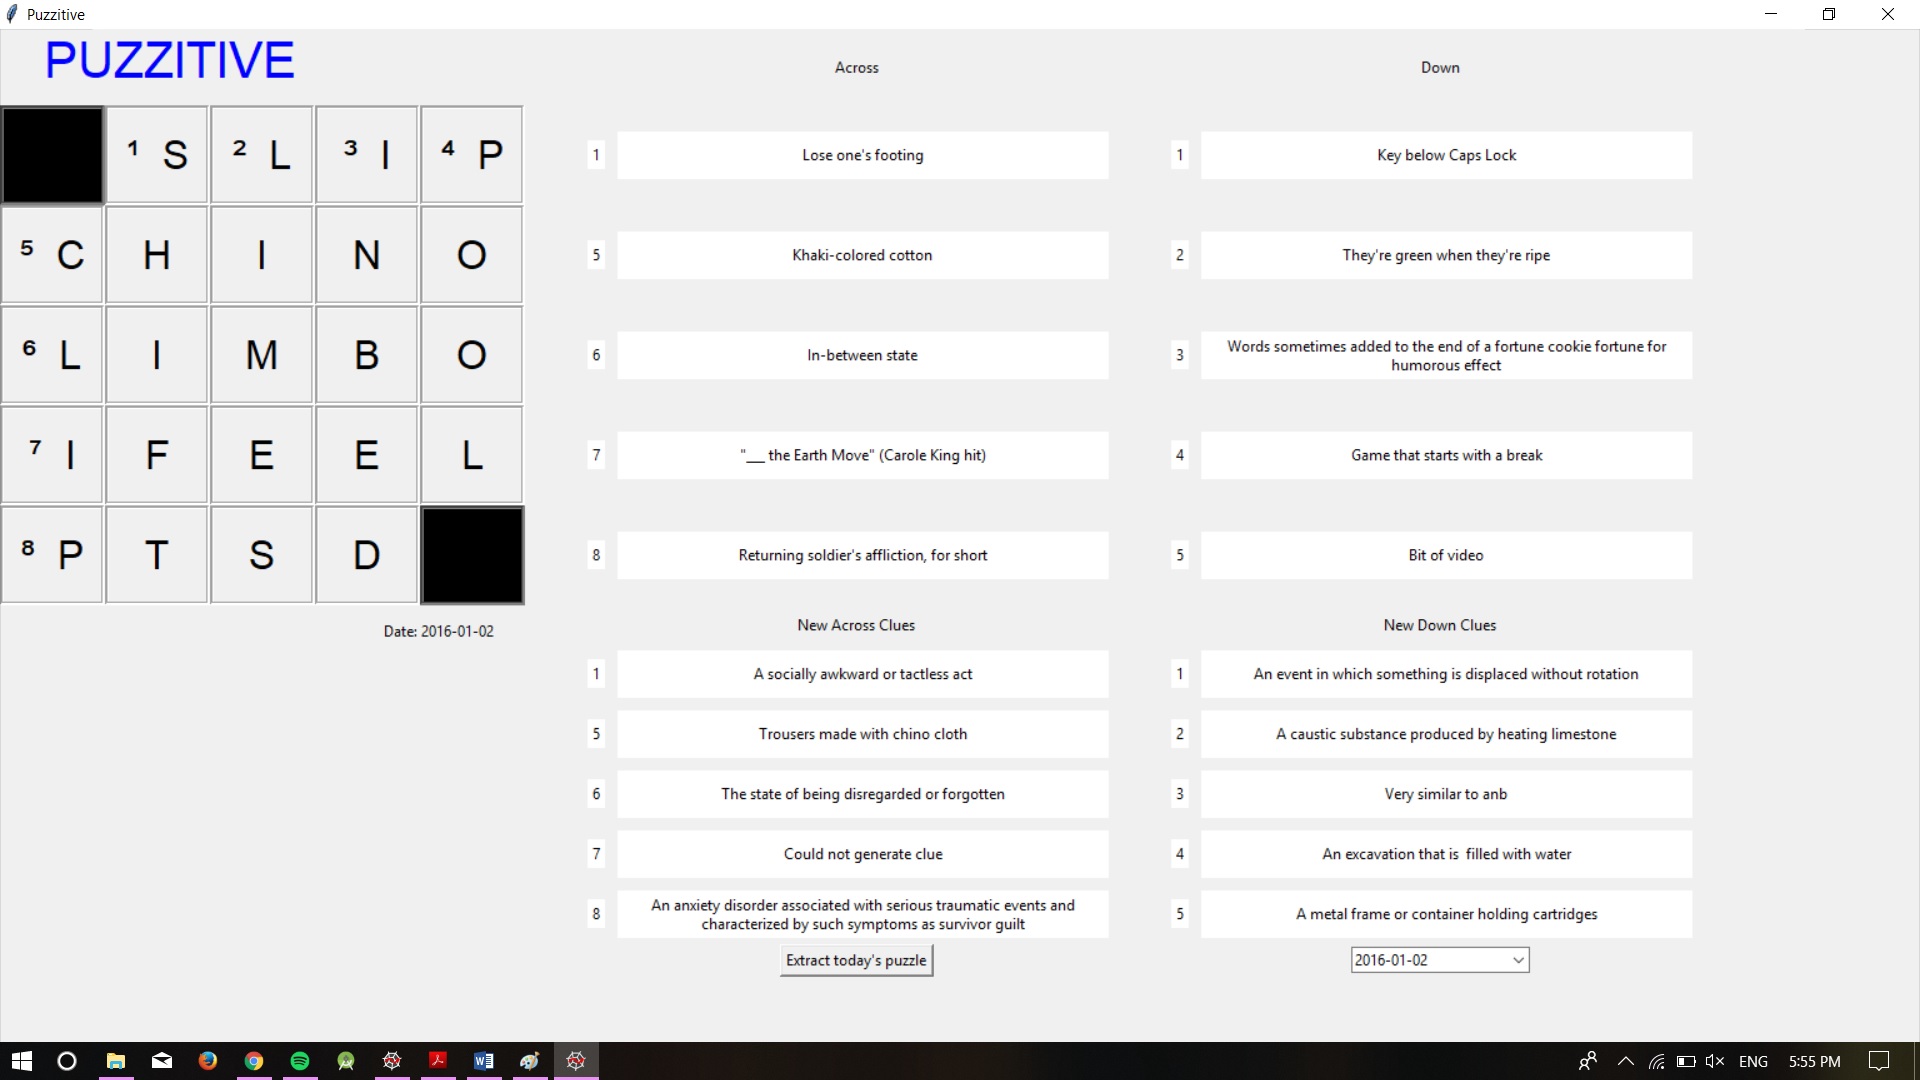 Puzzitive
PUZZITIVE
1 S 2 L 3 I 4 P
5 C H I N O
6 L I M B O
7 I F E E L
8 P T S D
Date: 2016-01-02
Across
1 Lose one's footing
5 Khaki-colored cotton
6 In-between state
7 "___ the Earth Move" (Carole King hit)
8 Returning soldier's affliction, for short
Down
1 Key below Caps Lock
2 They're green when they're ripe
3 Words sometimes added to the end of a fortune cookie fortune for
humorous effect
4 Game that starts with a break
5 Bit of video
New Across Clues
1 A socially awkward or tactless act
5 Trousers made with chino cloth
6 The state of being disregarded or forgotten
7 Could not generate clue
8 An anxiety disorder associated with serious traumatic events and
characterized by such symptoms as survivor guilt
Extract today's puzzle
New Down Clues
1 An event in which something is displaced without rotation
2 A caustic substance produced by heating limestone
3 Very similar to anb
4 An excavation that is  filled with water
5 A metal frame or container holding cartridges
2016-01-02
ENG
5:55 PM